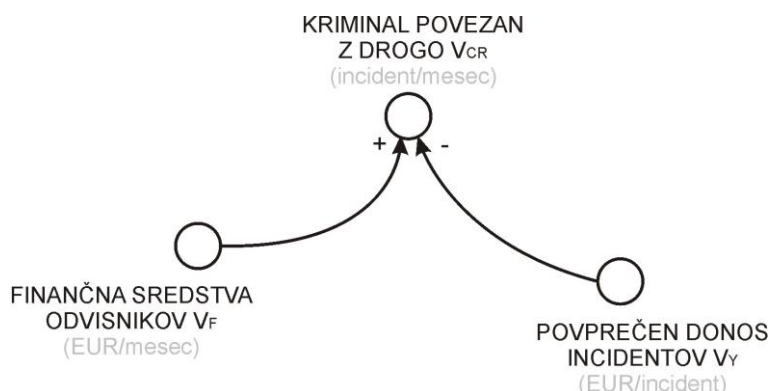 KRIMINAL POVEZAN
Z DROGO VCR
(incident/mesec)
+ -
FINANČNA SREDSTVA
ODVISNIKOV VF
(EUR/mesec)
POVPREČEN DONOS
INCIDENTOV VY
(EUR/incident)